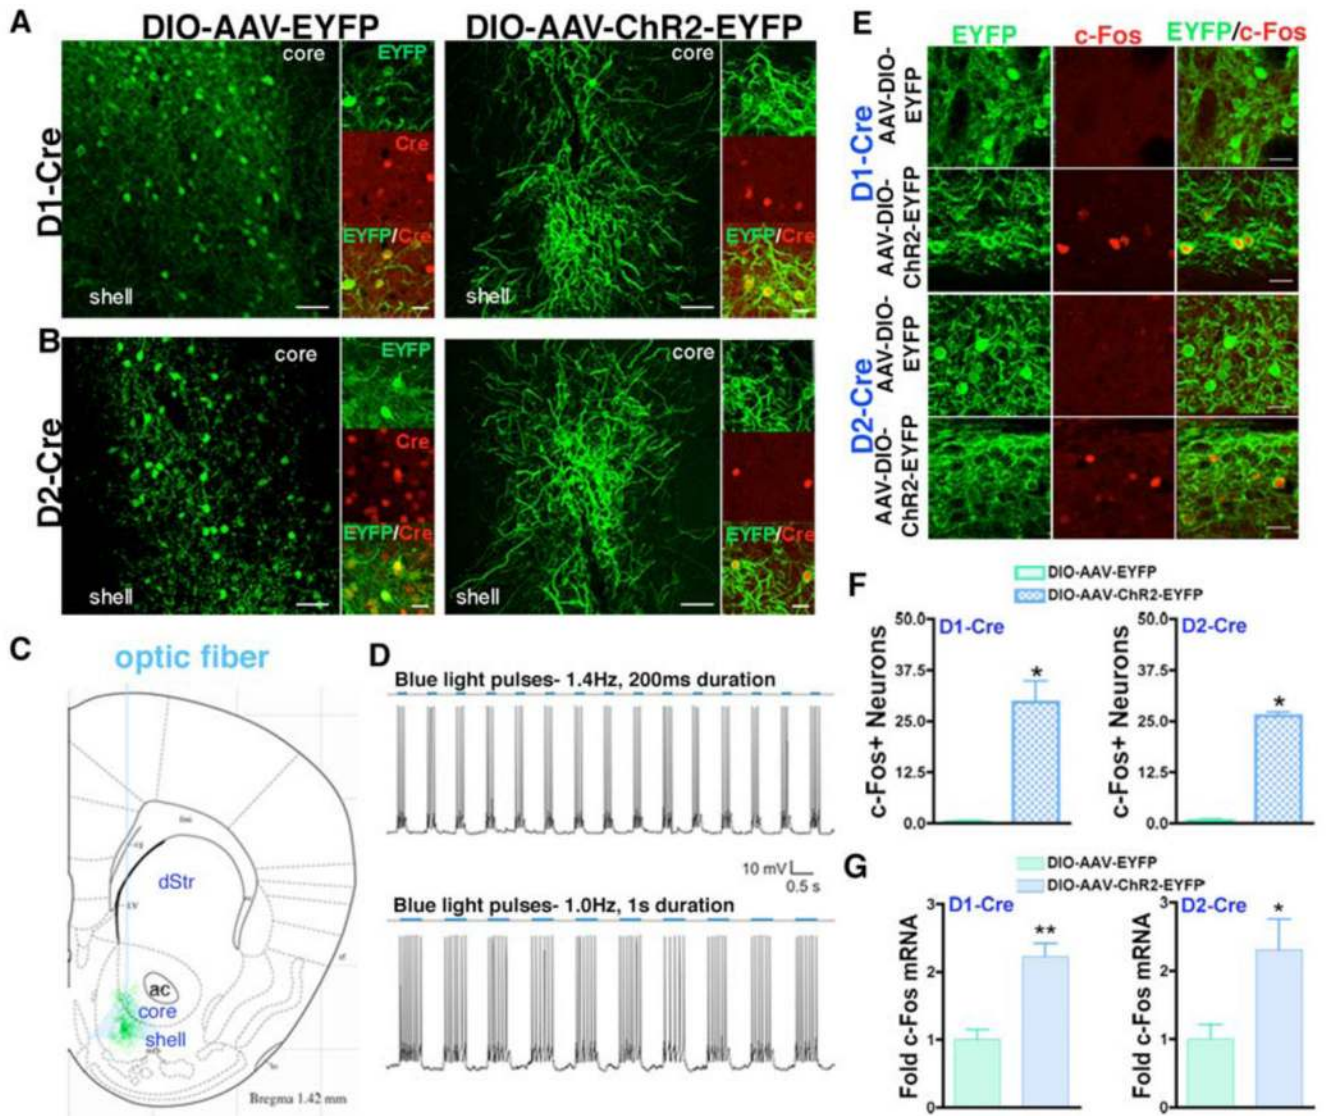 A
DIO-AAV-EYFP
DIO-AAV-ChR2-EYFP
D1-Cre
core
shell
EYFP
Cre
EYFP/Cre
core
shell
EYFP/Cre
B
D2-Cre
core
shell
EYFP
Cre
EYFP/Cre
core
shell
EYFP/Cre
C
optic fiber
dStr
LV
ac
core
shell
Bregma 1.42 mm
D
Blue light pulses- 1.4Hz, 200ms duration
10 mV
0.5 s
Blue light pulses- 1.0Hz, 1s duration
E
EYFP
c-Fos
EYFP/c-Fos
D1-Cre
AAV-DIO-
EYFP
AAV-DIO-
ChR2-EYFP
D2-Cre
AAV-DIO-
EYFP
AAV-DIO-
ChR2-EYFP
F
DIO-AAV-EYFP
DIO-AAV-ChR2-EYFP
c-Fos+ Neurons
50.0
37.5
25.0
12.5
0.0
D1-Cre
*
c-Fos+ Neurons
50.0
37.5
25.0
12.5
0.0
D2-Cre
*
G
DIO-AAV-EYFP
DIO-AAV-ChR2-EYFP
Fold c-Fos mRNA
3
2
1
0
D1-Cre
**
Fold c-Fos mRNA
3
2
1
0
D2-Cre
*